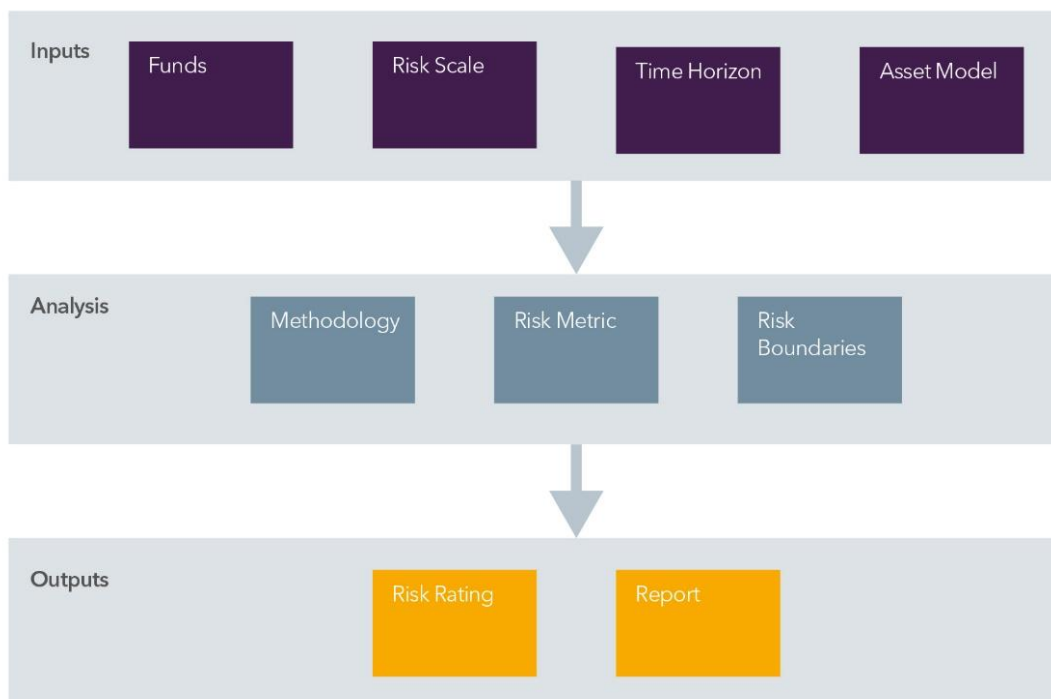 Inputs
Funds
Risk Scale
Time Horizon
Asset Model
Analysis
Methodology
Risk Metric
Risk
Boundaries
Outputs
Risk Rating
Report